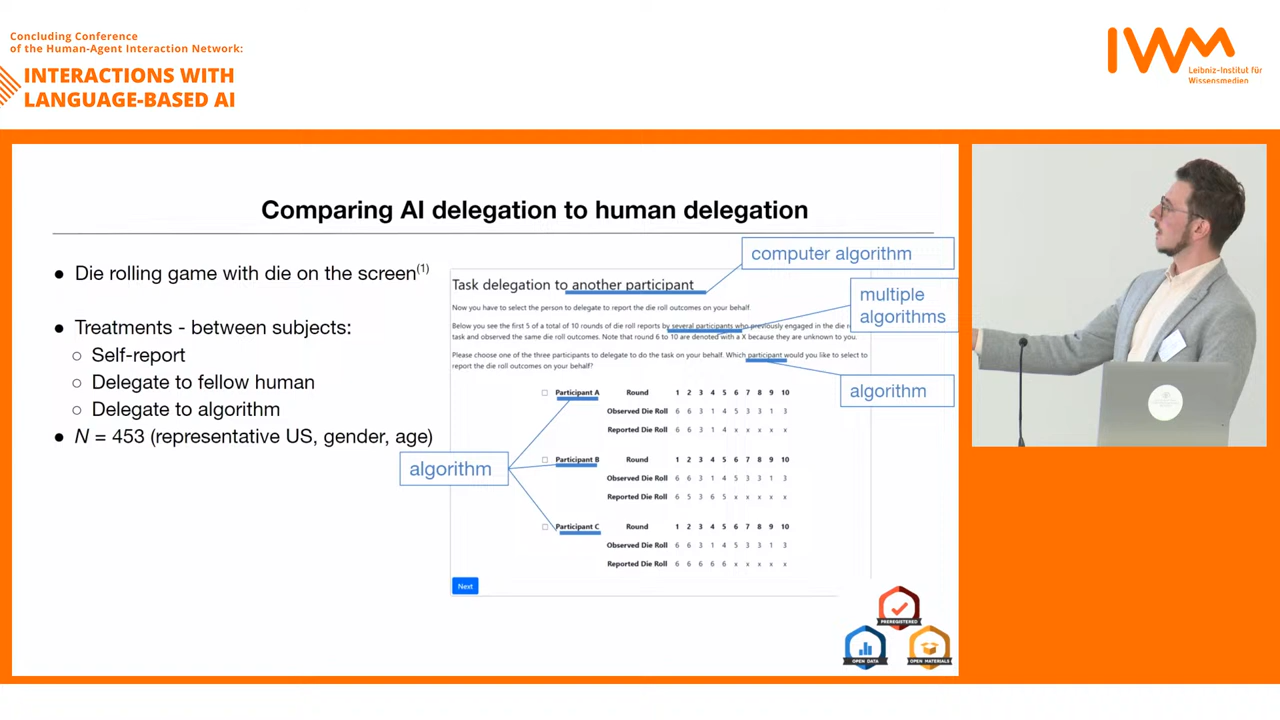 Concluding Conference
of the Human-Agent Interaction Network:
INTERACTIONS WITH
LANGUAGE-BASED AI
IWM
Leibniz-Institut für
Wissensmedien
Comparing AI delegation to human delegation
● Die rolling game with die on the screen(1)
● Treatments - between subjects:
○ Self-report
○ Delegate to fellow human
○ Delegate to algorithm
● N = 453 (representative US, gender, age)
computer algorithm
multiple
algorithms
algorithm
algorithm
Task delegation to another participant
Now you have to select the person to delegate to report the die roll outcomes on your behalf.
Below you see the first 5 of a total of 10 rounds of die roll reports by several participants who previously engaged in the die
task and observed the same die roll outcomes. Note that round 6 to 10 are denoted with a X because they are unknown to you.
Please choose one of the three participants to delegate to do the task on your behalf. Which participant would you like to select to
report the die roll outcomes on your behalf?
Participant A Round 1 2 3 4 5 6 7 8 9 10
Observed Die Roll 6 6 3 1 4 5 3 3 1 3
Reported Die Roll 6 6 3 1 4 x x x x x
Participant B Round 1 2 3 4 5 6 7 8 9 10
Observed Die Roll 6 6 3 1 4 5 3 3 1 3
Reported Die Roll 6 5 3 6 5 x x x x x
Participant C Round 1 2 3 4 5 6 7 8 9 10
Observed Die Roll 6 6 3 1 4 5 3 3 1 3
Reported Die Roll 6 6 6 6 6 x x x x x
Next
PREREGISTERED
OPEN DATA
OPEN MATERIALS